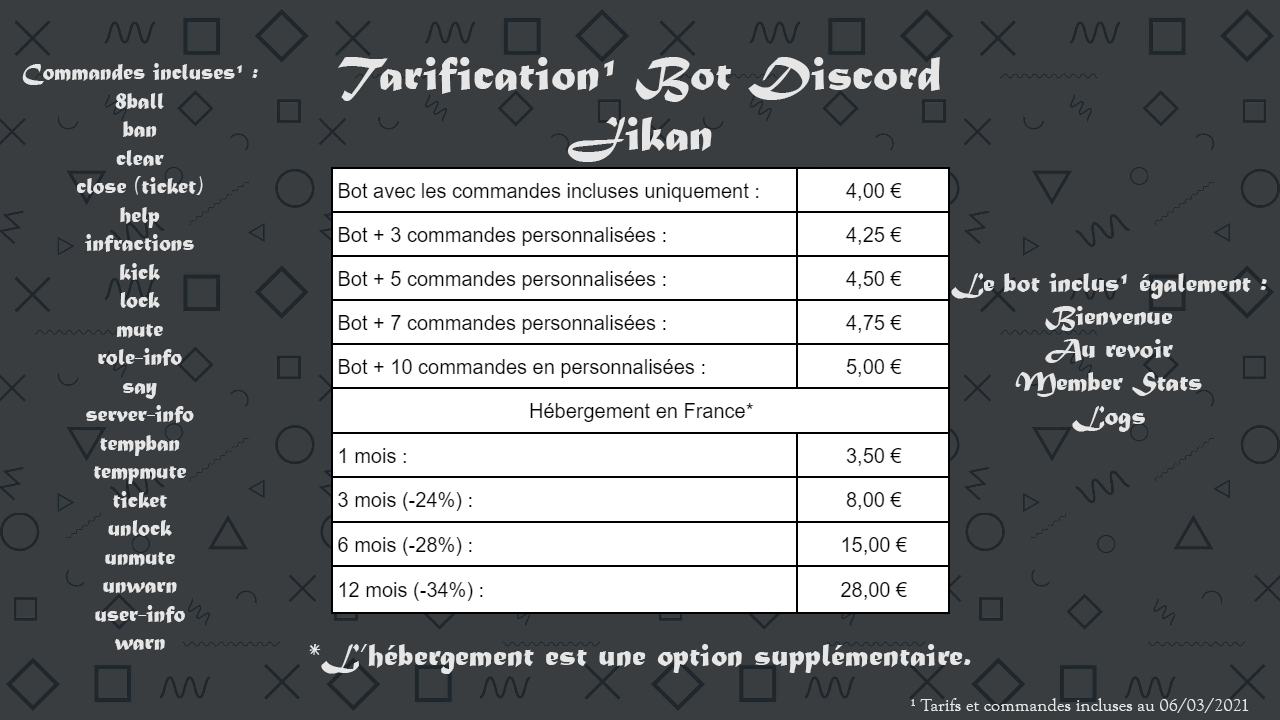 Tarification¹ Bot Discord
Jikan
Commandes incluses¹ :
8ball
ban
clear
close (ticket)
help
infractions
kick
lock
mute
role-info
say
server-info
tempban
tempmute
ticket
unlock
unmute
unwarn
user-info
warn
Bot avec les commandes incluses uniquement : 4,00 €
Bot + 3 commandes personnalisées : 4,25 €
Bot + 5 commandes personnalisées : 4,50 €
Bot + 7 commandes personnalisées : 4,75 €
Bot + 10 commandes en personnalisées : 5,00 €
Hébergement en France*
1 mois : 3,50 €
3 mois (-24%) : 8,00 €
6 mois (-28%) : 15,00 €
12 mois (-34%) : 28,00 €
Le bot inclus¹ également :
Bienvenue
Au revoir
Member Stats
Logs
*L'hébergement est une option supplémentaire.
¹ Tarifs et commandes incluses au 06/03/2021